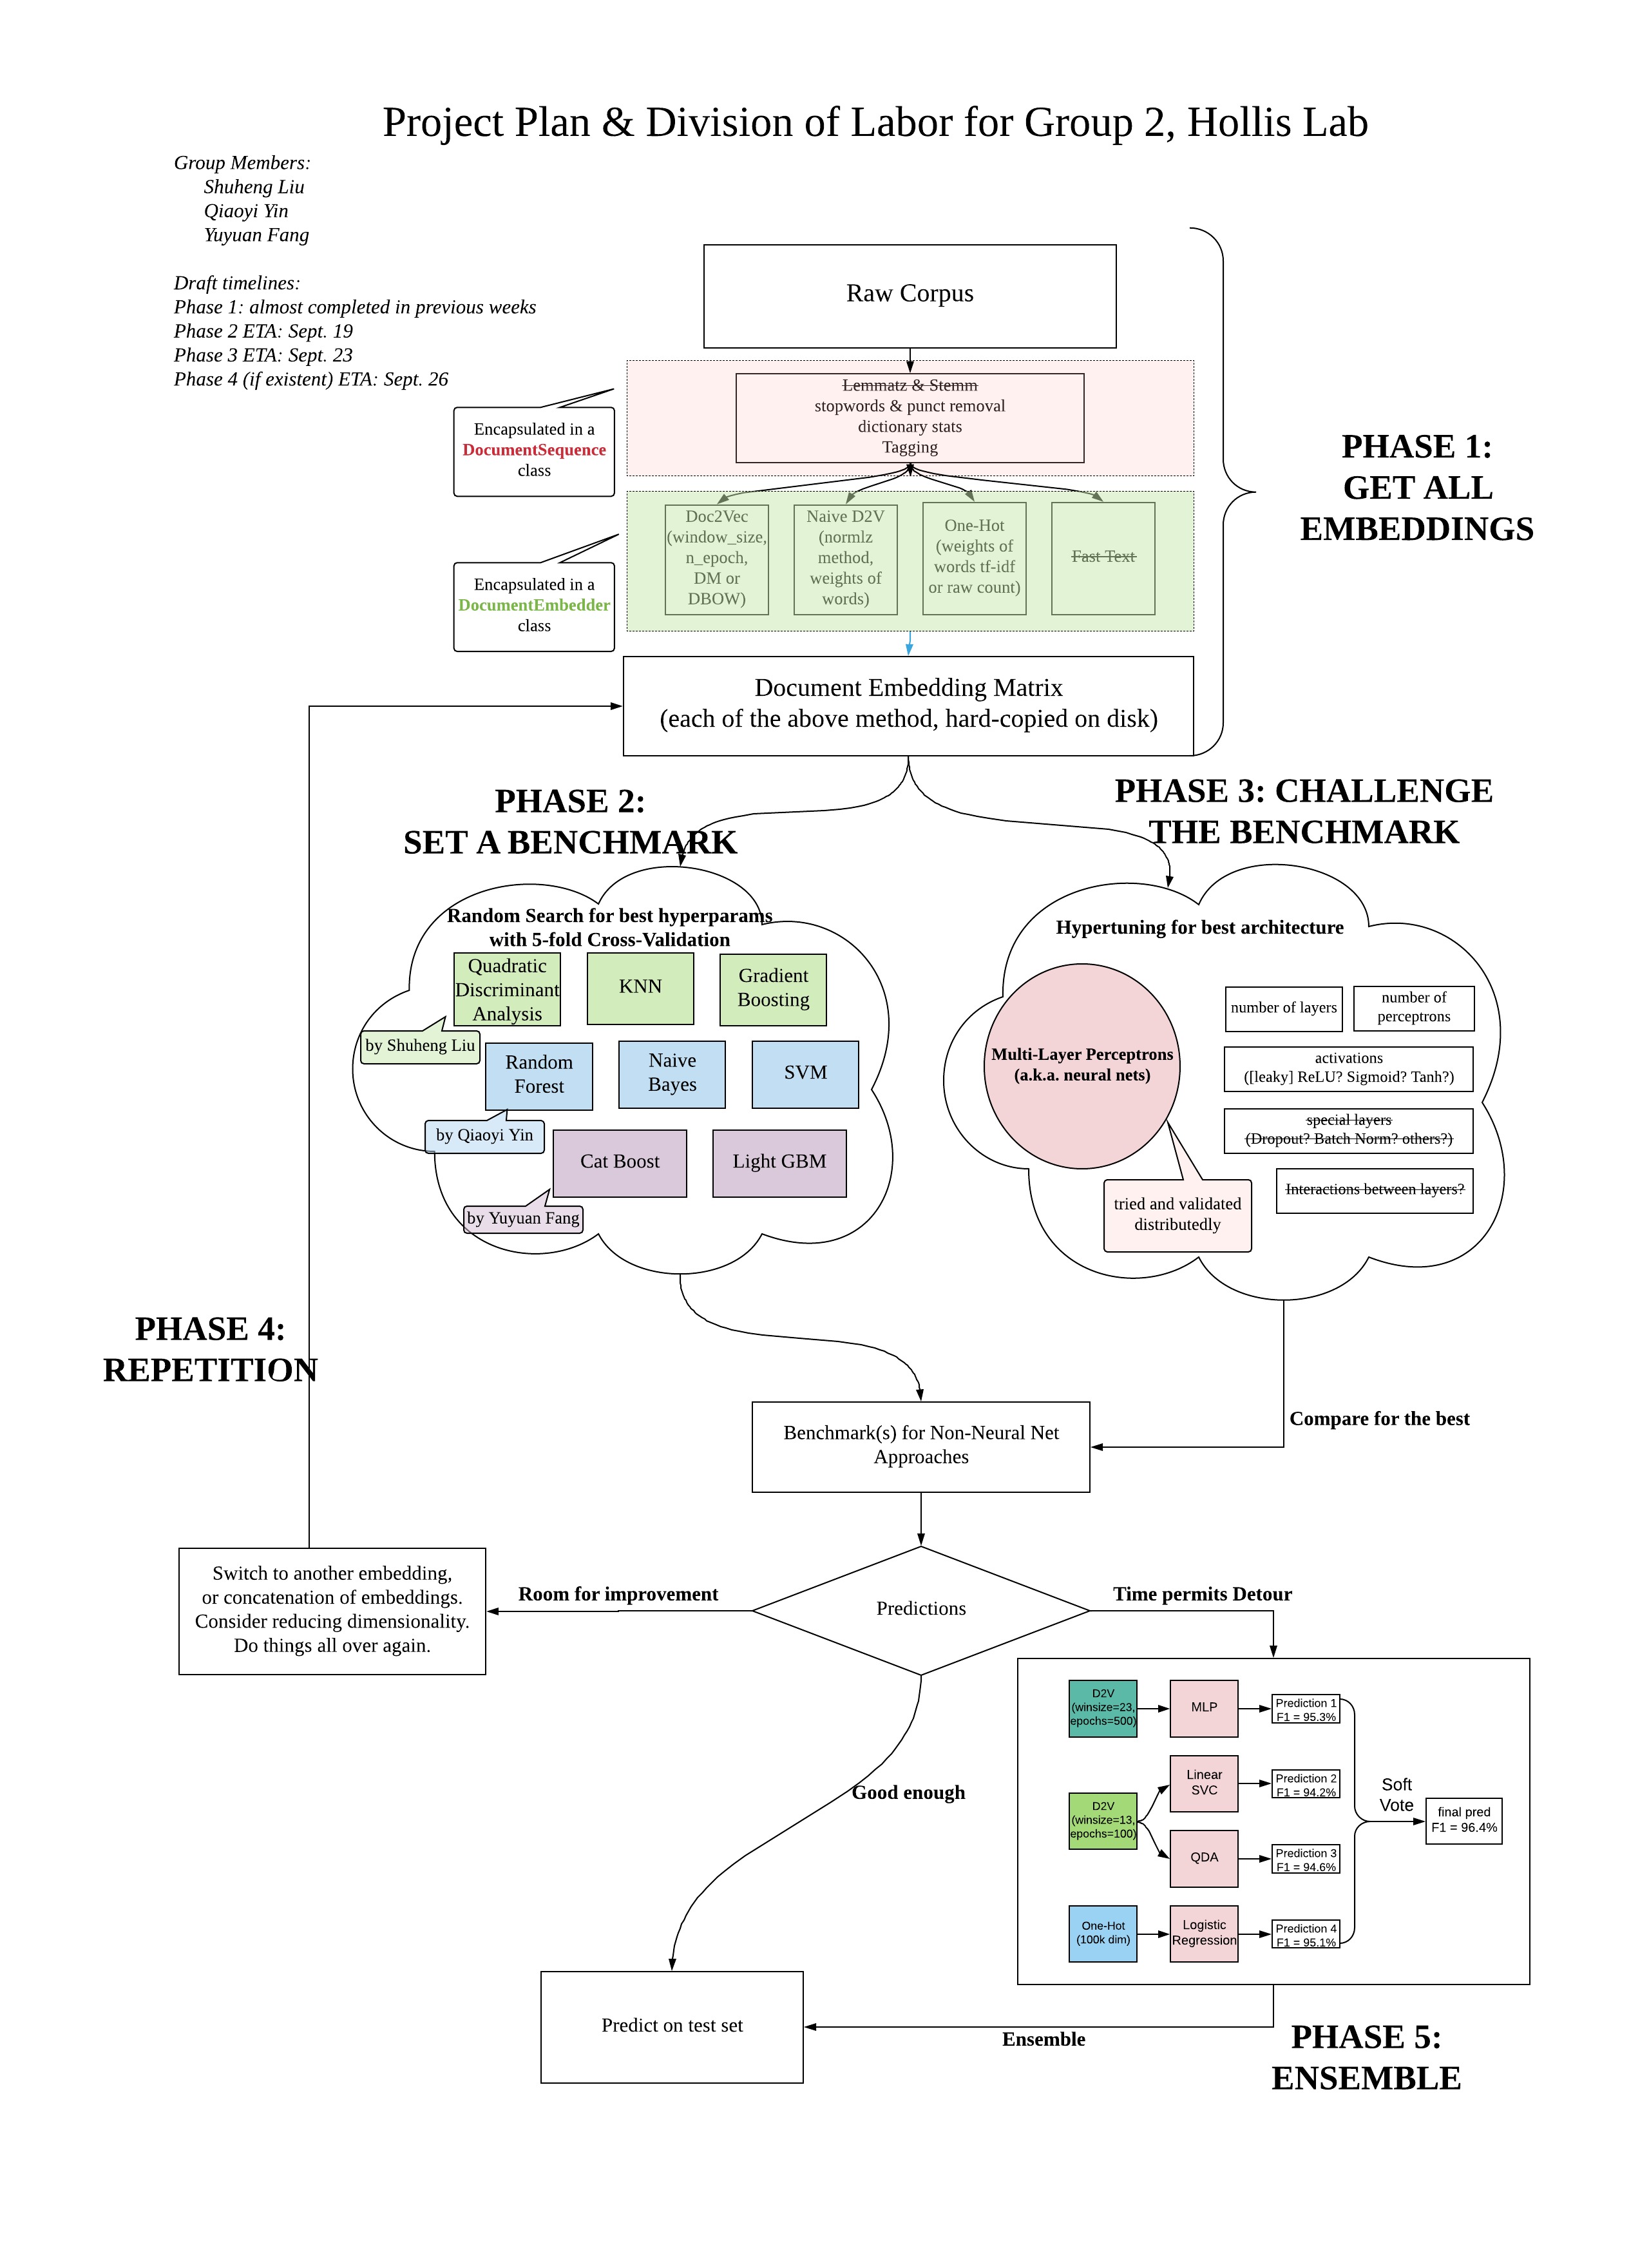 Project Plan & Division of Labor for Group 2, Hollis Lab
Group Members:
Shuheng Liu
Qiaoyi Yin
Yuyuan Fang
Draft timelines:
Phase 1: almost completed in previous weeks
Phase 2 ETA: Sept. 19
Phase 3 ETA: Sept. 23
Phase 4 (if existent) ETA: Sept. 26
Raw Corpus
Lemmatz & Stemm
stopwords & punct removal
dictionary stats
Tagging
Encapsulated in a
DocumentSequence
class
PHASE 1:
GET ALL
EMBEDDINGS
Doc2Vec
(window_size,
n_epoch,
DM or
DBOW)
Naive D2V
(normlz
method,
weights of
words)
One-Hot
(weights of
words tf-idf
or raw count)
Fast Text
Encapsulated in a
DocumentEmbedder
class
Document Embedding Matrix
(each of the above method, hard-copied on disk)
PHASE 2:
SET A BENCHMARK
PHASE 3: CHALLENGE
THE BENCHMARK
Random Search for best hyperparams
with 5-fold Cross-Validation
Quadratic
Discriminant
Analysis
KNN
Gradient
Boosting
by Shuheng Liu
Random
Forest
Naive
Bayes
SVM
by Qiaoyi Yin
Cat Boost
Light GBM
by Yuyuan Fang
Hypertuning for best architecture
Multi-Layer Perceptrons
(a.k.a. neural nets)
number of layers
number of
perceptrons
activations
([leaky] ReLU? Sigmoid? Tanh?)
special layers
(Dropout? Batch Norm? others?)
Interactions between layers?
tried and validated
distributedly
PHASE 4:
REPETITION
Benchmark(s) for Non-Neural Net
Approaches
Compare for the best
Switch to another embedding,
or concatenation of embeddings.
Consider reducing dimensionality.
Do things all over again.
Room for improvement
Predictions
Time permits Detour
Good enough
D2V
(winsize=23,
epochs=500)
MLP
Prediction 1
F1 = 95.3%
D2V
(winsize=13,
epochs=100)
Linear
SVC
Prediction 2
F1 = 94.2%
QDA
Prediction 3
F1 = 94.6%
One-Hot
(100k dim)
Logistic
Regression
Prediction 4
F1 = 95.1%
Soft
Vote
final pred
F1 = 96.4%
Predict on test set
Ensemble
PHASE 5:
ENSEMBLE